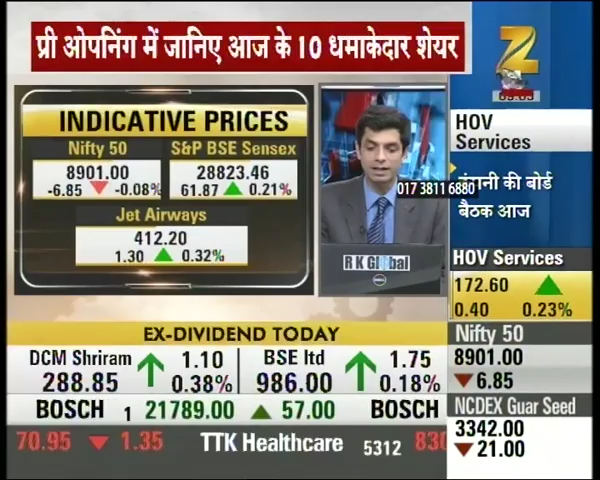 प्री ओपनिंग में जानिए आज के 10 धमाकेदार शेयर
Z
09:05
INDICATIVE PRICES
Nifty 50
8901.00
-6.85 -0.08%
S&P BSE Sensex
28823.46
61.87 0.21%
Jet Airways
412.20
1.30 0.32%
017 3811 6880
R K Global
HOV
Services
कंपनी की बोर्ड
बैठक आज
HOV Services
172.60
0.40 0.23%
Nifty 50
8901.00
6.85
NCDEX Guar Seed
3342.00
21.00
EX-DIVIDEND TODAY
DCM Shriram 1.10
288.85 0.38%
BSE ltd 1.75
986.00 0.18%
BOSCH 1 21789.00 57.00 BOSCH
70.95 1.35 TTK Healthcare 5312 830